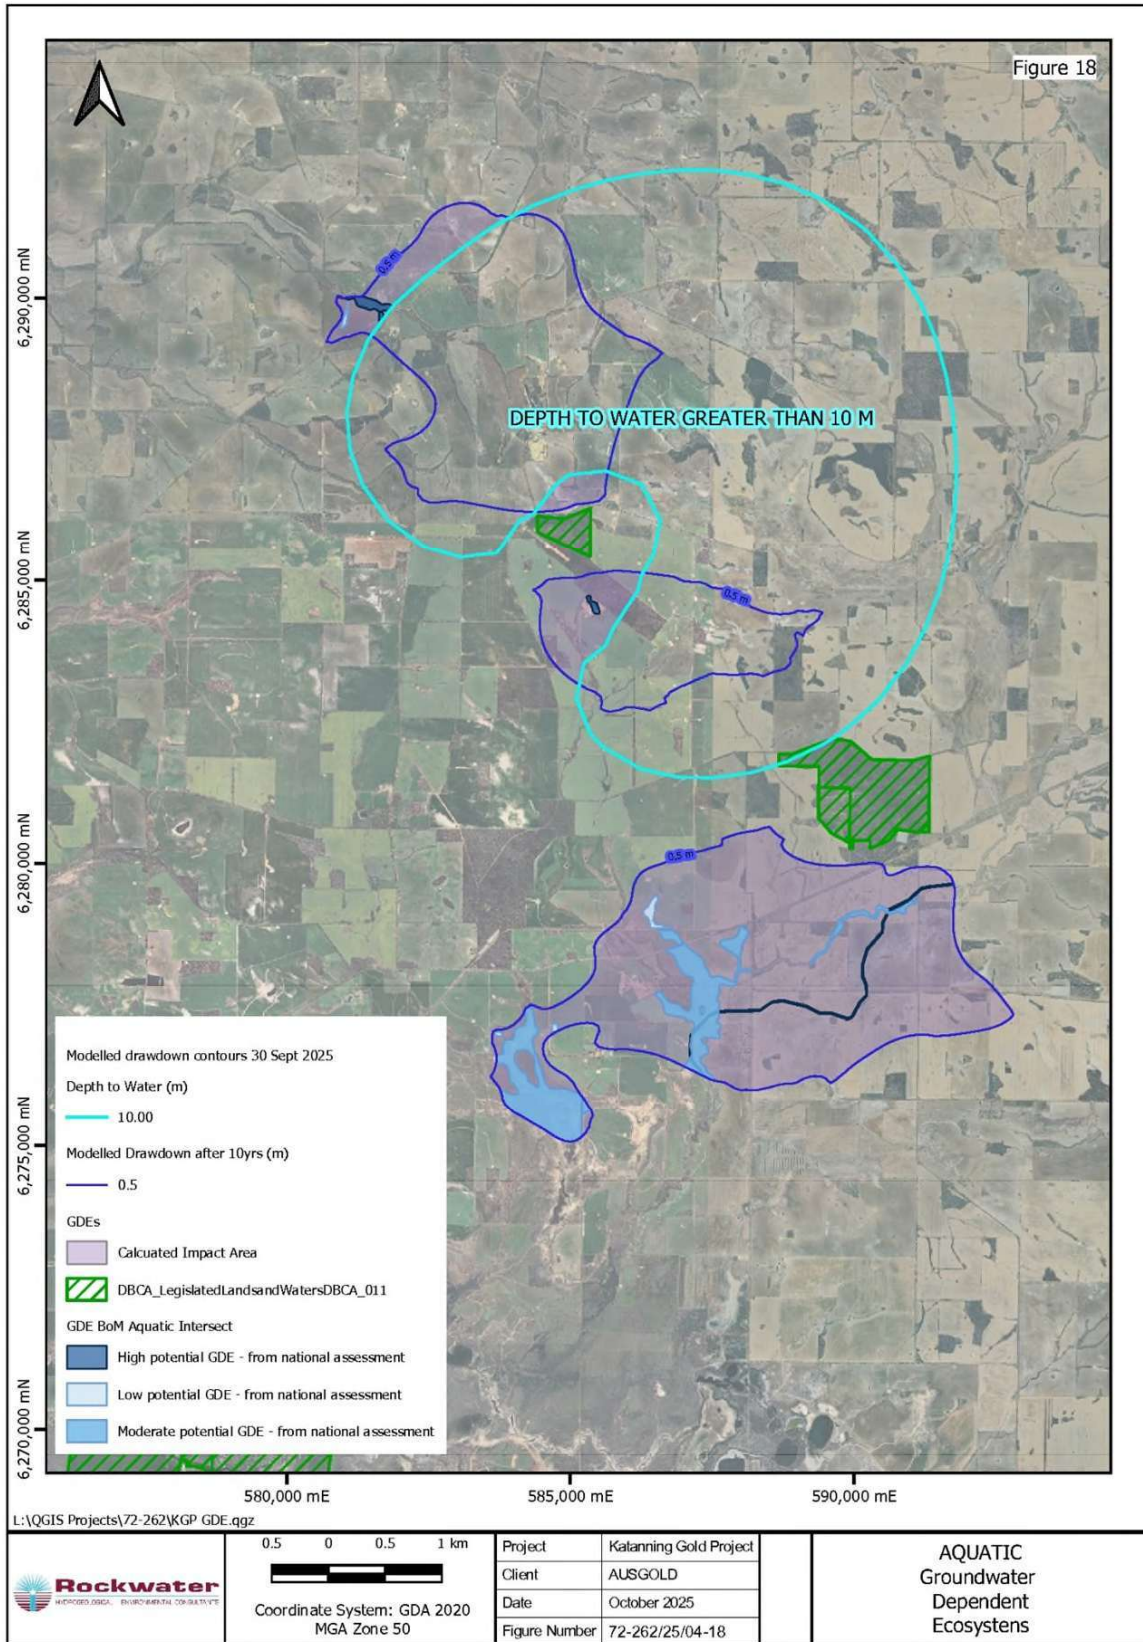 Figure 18
6,290,000 mN
6,285,000 mN
6,280,000 mN
6,275,000 mN
6,270,000 mN
0.5 m
DEPTH TO WATER GREATER THAN 10 M
0.5 m
0.5 m
Modelled drawdown contours 30 Sept 2025
Depth to Water (m)
10.00
Modelled Drawdown after 10yrs (m)
0.5
GDEs
Calcuated Impact Area
DBCA_LegislatedLandsandWatersDBCA_011
GDE BoM Aquatic Intersect
High potential GDE - from national assessment
Low potential GDE - from national assessment
Moderate potential GDE - from national assessment
580,000 mE
585,000 mE
590,000 mE
L:\QGIS Projects\72-262\KGP GDE.qgz
Rockwater
HYDROGEOLOGICAL ENVIRONMENTAL CONSULTANTS
0.5 0 0.5 1 km
Coordinate System: GDA 2020
MGA Zone 50
Project Katanning Gold Project
Client AUSGOLD
Date October 2025
Figure Number 72-262/25/04-18
AQUATIC
Groundwater
Dependent
Ecosystens